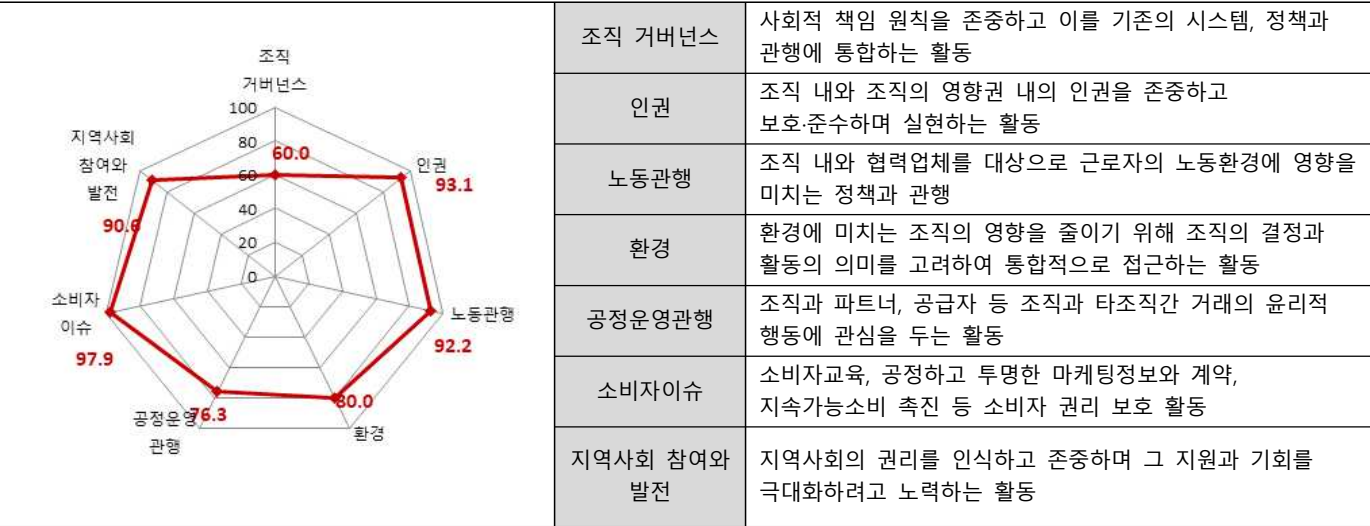 조직
거버넌스
100
80
60
40
20
0
60.0
인권
93.1
노동관행
92.2
환경
80.0
공정운영
관행
76.3
소비자
이슈
97.9
지역사회
참여와
발전
90.6
조직 거버넌스
사회적 책임 원칙을 존중하고 이를 기존의 시스템, 정책과
관행에 통합하는 활동
인권
조직 내와 조직의 영향권 내의 인권을 존중하고
보호·준수하며 실현하는 활동
노동관행
조직 내와 협력업체를 대상으로 근로자의 노동환경에 영향을
미치는 정책과 관행
환경
환경에 미치는 조직의 영향을 줄이기 위해 조직의 결정과
활동의 의미를 고려하여 통합적으로 접근하는 활동
공정운영관행
조직과 파트너, 공급자 등 조직과 타조직간 거래의 윤리적
행동에 관심을 두는 활동
소비자이슈
소비자교육, 공정하고 투명한 마케팅정보와 계약,
지속가능소비 촉진 등 소비자 권리 보호 활동
지역사회 참여와
발전
지역사회의 권리를 인식하고 존중하며 그 지원과 기회를
극대화하려고 노력하는 활동